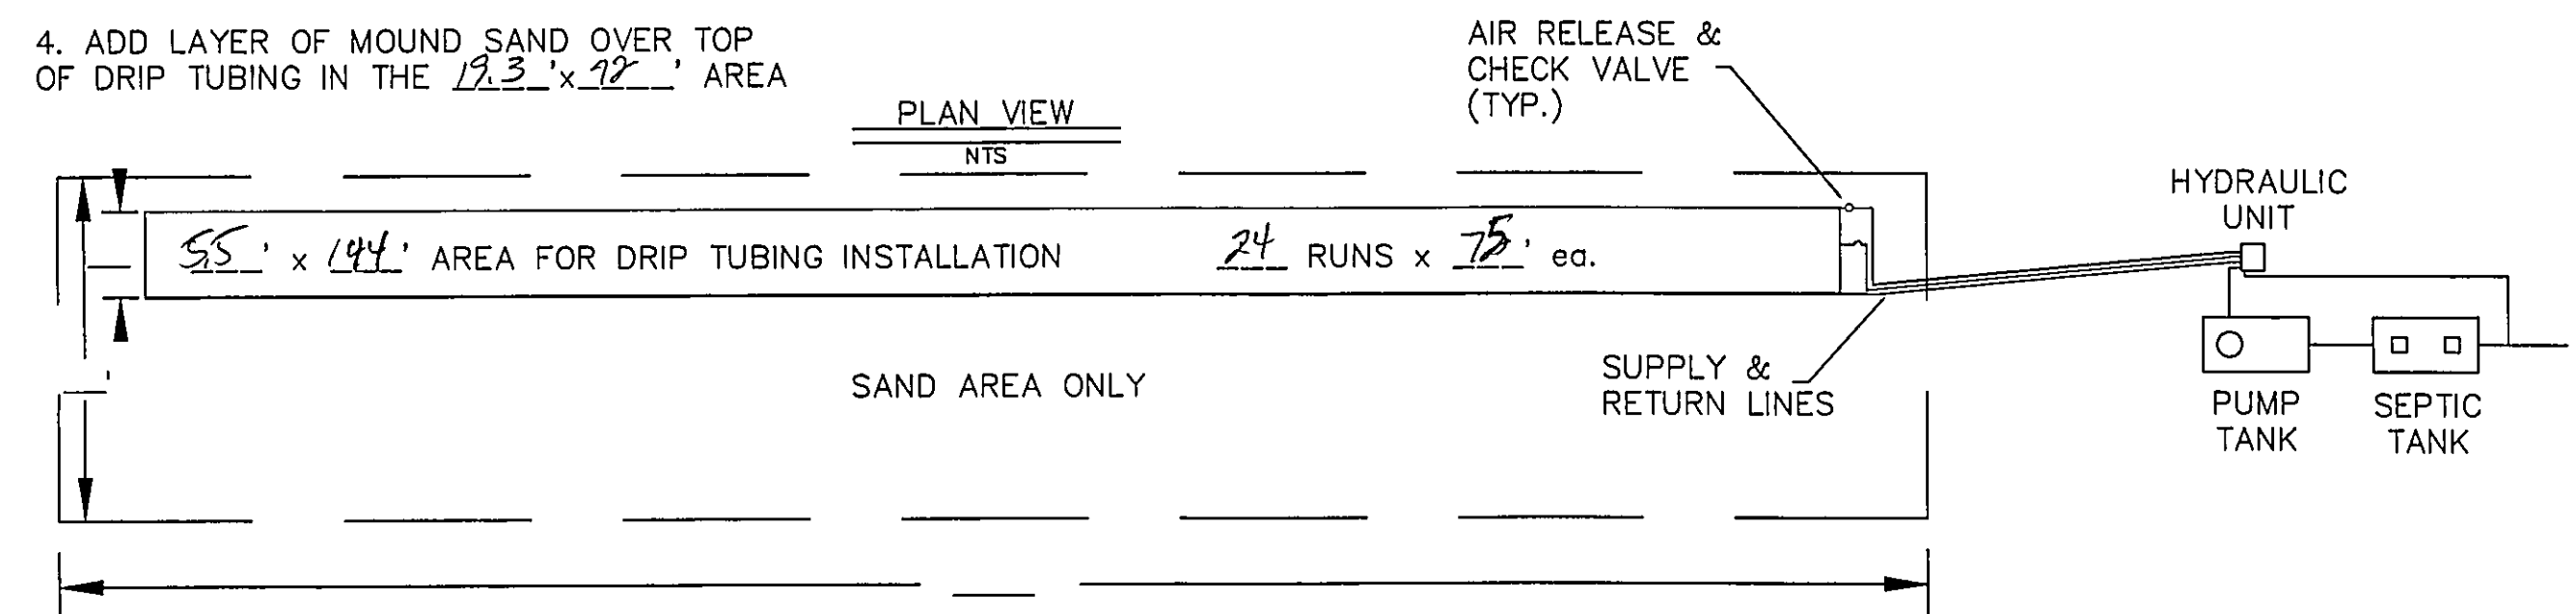 4. ADD LAYER OF MOUND SAND OVER TOP
OF DRIP TUBING IN THE 19.3 'x 72 ' AREA
PLAN VIEW
NTS
AIR RELEASE &
CHECK VALVE
(TYP.)
HYDRAULIC
UNIT
5.5 ' x 144 ' AREA FOR DRIP TUBING INSTALLATION 24 RUNS x 75 ' ea.
SAND AREA ONLY
SUPPLY &
RETURN LINES
PUMP
TANK
SEPTIC
TANK